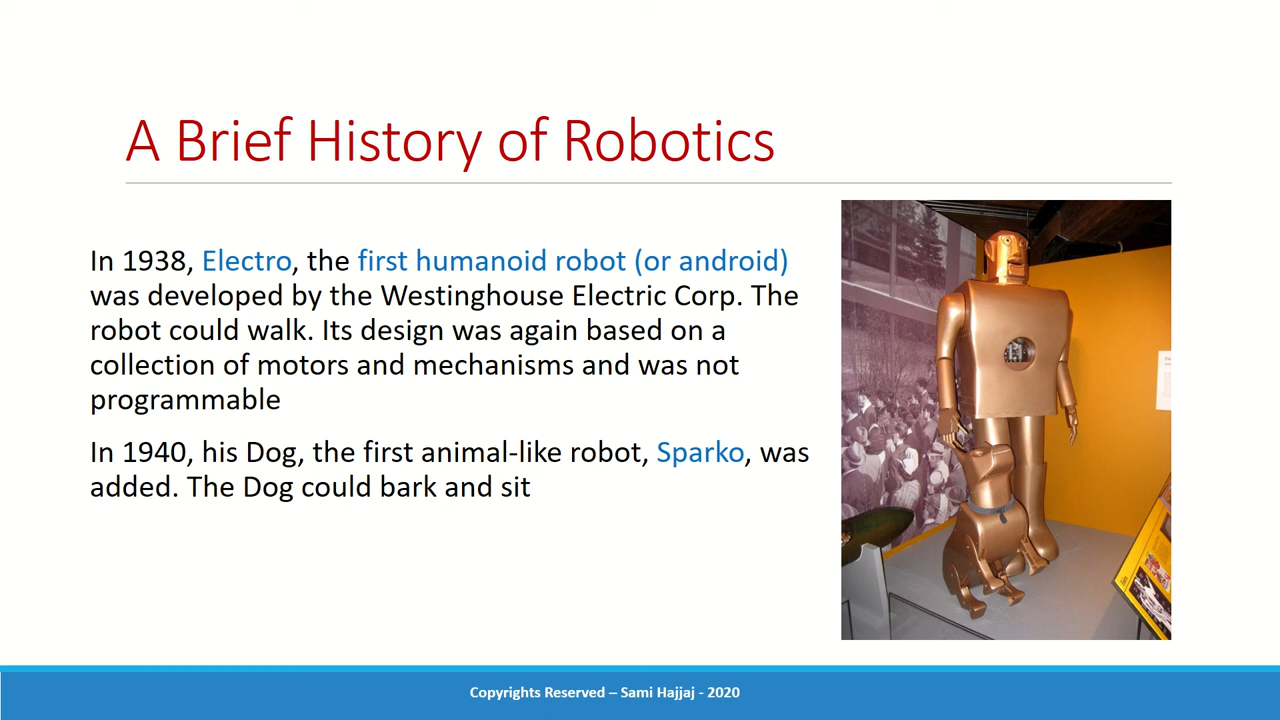 A Brief History of Robotics
In 1938, Electro, the first humanoid robot (or android)
was developed by the Westinghouse Electric Corp. The
robot could walk. Its design was again based on a
collection of motors and mechanisms and was not
programmable
In 1940, his Dog, the first animal-like robot, Sparko, was
added. The Dog could bark and sit
Copyrights Reserved – Sami Hajjaj - 2020